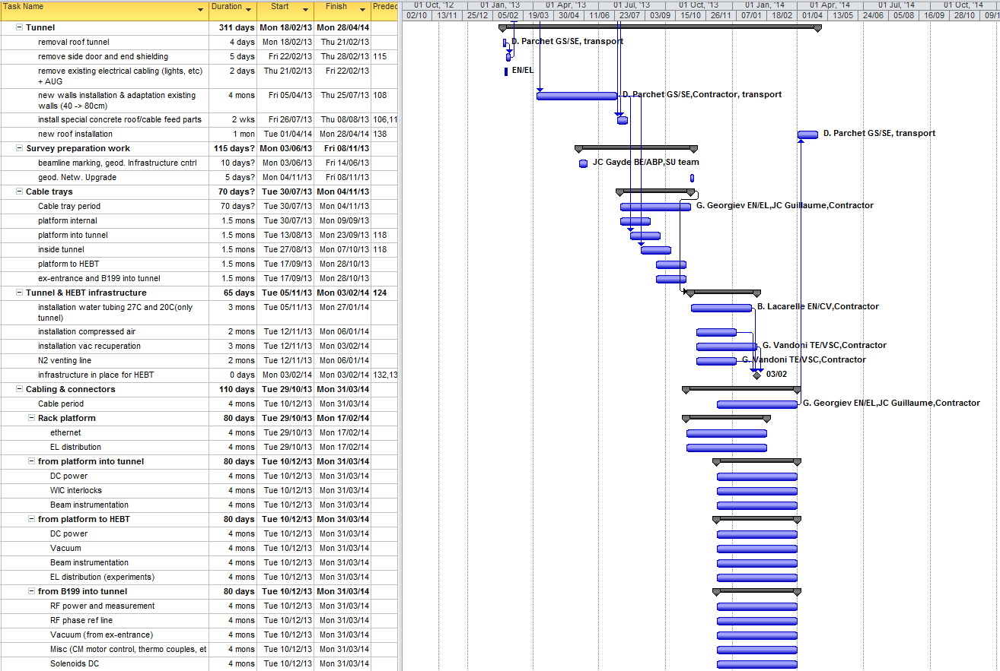 Task Name Duration Start Finish Predec
01 Oct, '12 01 Jan, '13 01 Apr, '13 01 Jul, '13 01 Oct, '13 01 Jan, '14 01 Apr, '14 01 Jul, '14 01 Oct, '14
02/10 13/11 25/12 05/02 19/03 30/04 11/06 23/07 03/09 15/10 26/11 07/01 18/02 01/04 13/05 24/06 05/08 16/09 28/10 09/1
Tunnel 311 days Mon 18/02/13 Mon 28/04/14
removal roof tunnel 4 days Mon 18/02/13 Thu 21/02/13 D. Parchet GS/SE, transport
remove side door and end shielding 5 days Fri 22/02/13 Thu 28/02/13 115
remove existing electrical cabling (lights, etc) 2 days Thu 21/02/13 Fri 22/02/13 EN/EL
+ AUG
new walls installation & adaptation existing 4 mons Fri 05/04/13 Thu 25/07/13 108 D. Parchet GS/SE,Contractor, transport
walls (40 -> 80cm)
install special concrete roof/cable feed parts 2 wks Fri 26/07/13 Thu 08/08/13 106,11
new roof installation 1 mon Tue 01/04/14 Mon 28/04/14 138 D. Parchet GS/SE, transport
Survey preparation work 115 days? Mon 03/06/13 Fri 08/11/13
beamline marking, geod. Infrastructure cntrl 10 days? Mon 03/06/13 Fri 14/06/13 JC Gayde BE/ABP,SU team
geod. Netw. Upgrade 5 days? Mon 04/11/13 Fri 08/11/13
Cable trays 70 days? Tue 30/07/13 Mon 04/11/13
Cable tray period 70 days? Tue 30/07/13 Mon 04/11/13 G. Georgiev EN/EL,JC Guillaume,Contractor
platform internal 1.5 mons Tue 30/07/13 Mon 09/09/13
platform into tunnel 1.5 mons Tue 13/08/13 Mon 23/09/13 118
inside tunnel 1.5 mons Tue 27/08/13 Mon 07/10/13 118
platform to HEBT 1.5 mons Tue 17/09/13 Mon 28/10/13
ex-entrance and B199 into tunnel 1.5 mons Tue 17/09/13 Mon 28/10/13
Tunnel & HEBT infrastructure 65 days Tue 05/11/13 Mon 03/02/14 124
installation water tubing 27C and 20C(only 3 mons Tue 05/11/13 Mon 27/01/14 B. Lacarelle EN/CV,Contractor
tunnel)
installation compressed air 2 mons Tue 12/11/13 Mon 06/01/14
installation vac recuperation 3 mons Tue 12/11/13 Mon 03/02/14 G. Vandoni TE/VSC,Contractor
N2 venting line 2 mons Tue 12/11/13 Mon 06/01/14 G. Vandoni TE/VSC,Contractor
infrastructure in place for HEBT 0 days Mon 03/02/14 Mon 03/02/14 132,13 03/02
Cabling & connectors 110 days Tue 29/10/13 Mon 31/03/14
Cable period 4 mons Tue 10/12/13 Mon 31/03/14 G. Georgiev EN/EL,JC Guillaume,Contractor
Rack platform 80 days Tue 29/10/13 Mon 17/02/14
ethernet 4 mons Tue 29/10/13 Mon 17/02/14
EL distribution 4 mons Tue 29/10/13 Mon 17/02/14
from platform into tunnel 80 days Tue 10/12/13 Mon 31/03/14
DC power 4 mons Tue 10/12/13 Mon 31/03/14
WIC interlocks 4 mons Tue 10/12/13 Mon 31/03/14
Beam instrumentation 4 mons Tue 10/12/13 Mon 31/03/14
from platform to HEBT 80 days Tue 10/12/13 Mon 31/03/14
DC power 4 mons Tue 10/12/13 Mon 31/03/14
Vacuum 4 mons Tue 10/12/13 Mon 31/03/14
Beam instrumentation 4 mons Tue 10/12/13 Mon 31/03/14
EL distribution (experiments) 4 mons Tue 10/12/13 Mon 31/03/14
from B199 into tunnel 80 days Tue 10/12/13 Mon 31/03/14
RF power and measurement 4 mons Tue 10/12/13 Mon 31/03/14
RF phase ref line 4 mons Tue 10/12/13 Mon 31/03/14
Vacuum (from ex-entrance) 4 mons Tue 10/12/13 Mon 31/03/14
Misc (CM motor control, thermo couples, et 4 mons Tue 10/12/13 Mon 31/03/14
Solenoids DC 4 mons Tue 10/12/13 Mon 31/03/14